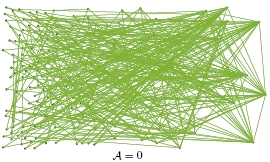 𝒜 = 0